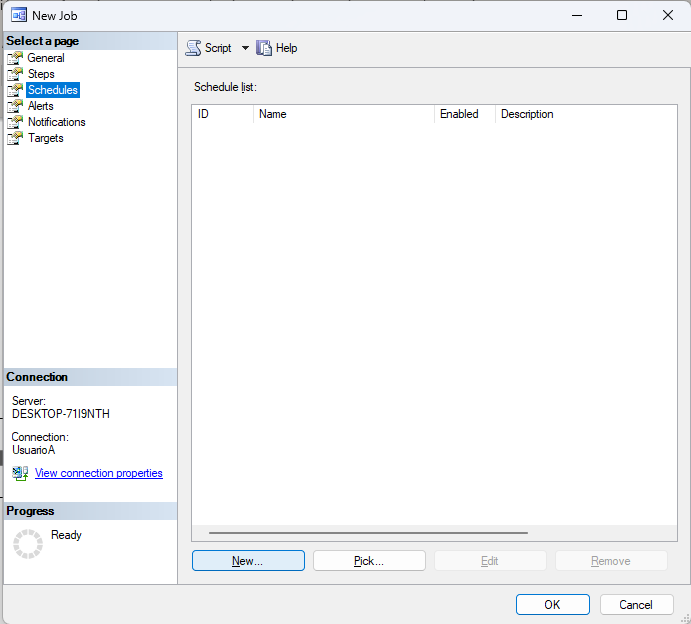 New Job
Select a page
General
Steps
Schedules
Alerts
Notifications
Targets
Script
Help
Schedule list:
ID Name Enabled Description
Connection
Server:
DESKTOP-71I9NTH
Connection:
UsuarioA
View connection properties
Progress
Ready
New...
Pick...
Edit
Remove
OK
Cancel